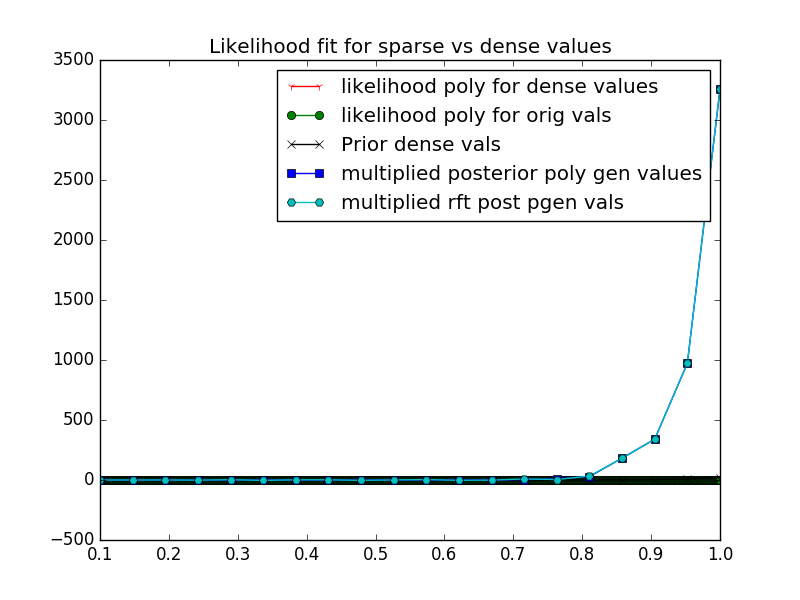 Likelihood fit for sparse vs dense values
3500
3000
2500
2000
1500
1000
500
0
−500
likelihood poly for dense values
likelihood poly for orig vals
Prior dense vals
multiplied posterior poly gen values
multiplied rft post pgen vals
0.1 0.2 0.3 0.4 0.5 0.6 0.7 0.8 0.9 1.0